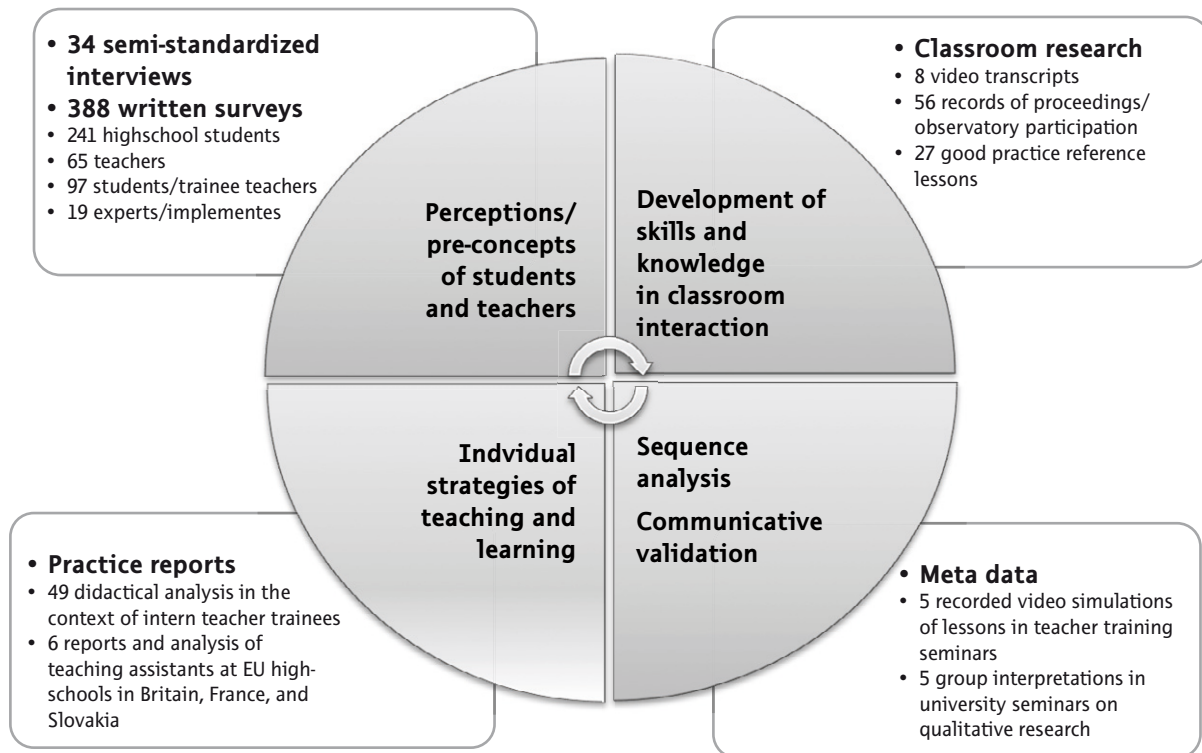 • 34 semi-standardized
interviews
• 388 written surveys
• 241 highschool students
• 65 teachers
• 97 students/trainee teachers
• 19 experts/implementes
Perceptions/
pre-concepts
of students
and teachers
• Classroom research
• 8 video transcripts
• 56 records of proceedings/
observatory participation
• 27 good practice reference
lessons
Development of
skills and
knowledge
in classroom
interaction
Indvidual
strategies of
teaching and
learning
• Practice reports
• 49 didactical analysis in the
context of intern teacher trainees
• 6 reports and analysis of
teaching assistants at EU high-
schools in Britain, France, and
Slovakia
Sequence
analysis
Communicative
validation
• Meta data
• 5 recorded video simulations
of lessons in teacher training
seminars
• 5 group interpretations in
university seminars on
qualitative research